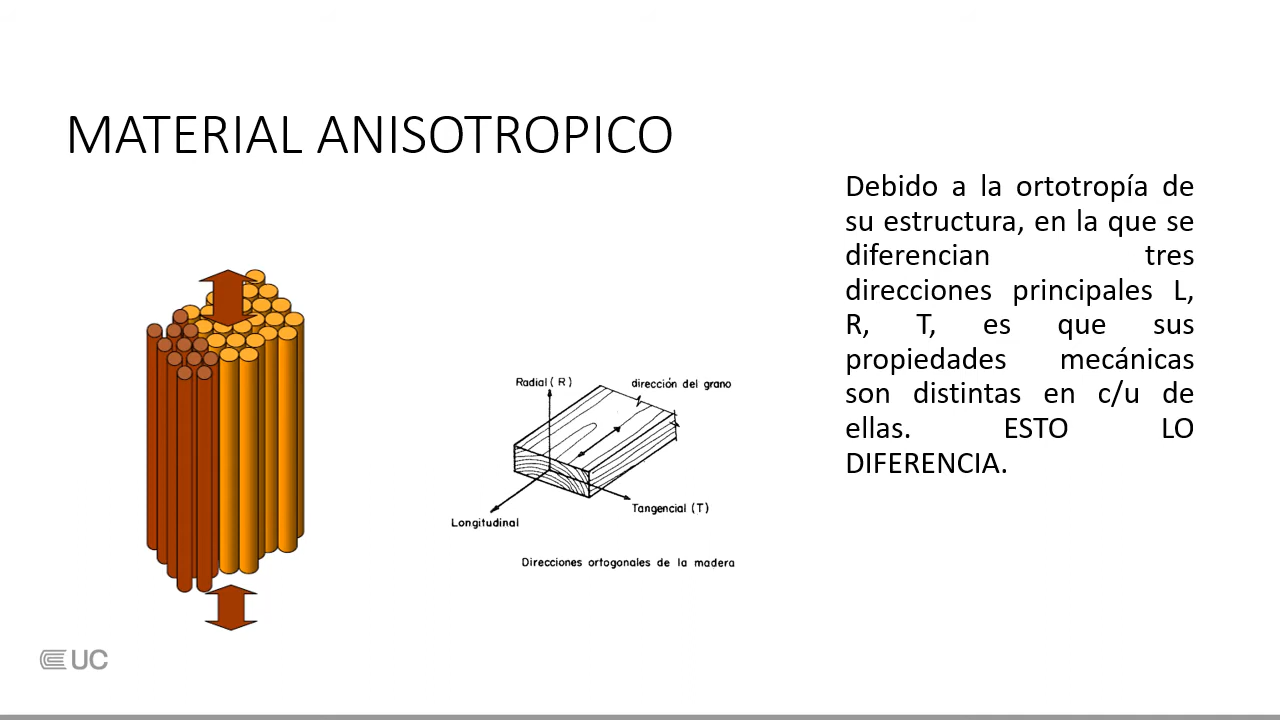 MATERIAL ANISOTROPICO
Debido a la ortotropía de
su estructura, en la que se
diferencian tres
direcciones principales L,
R, T, es que sus
propiedades mecánicas
son distintas en c/u de
ellas. ESTO LO
DIFERENCIA.
Radial ( R )
dirección del grano
Tangencial (T)
Longitudinal
Direcciones ortogonales de la madera
UC